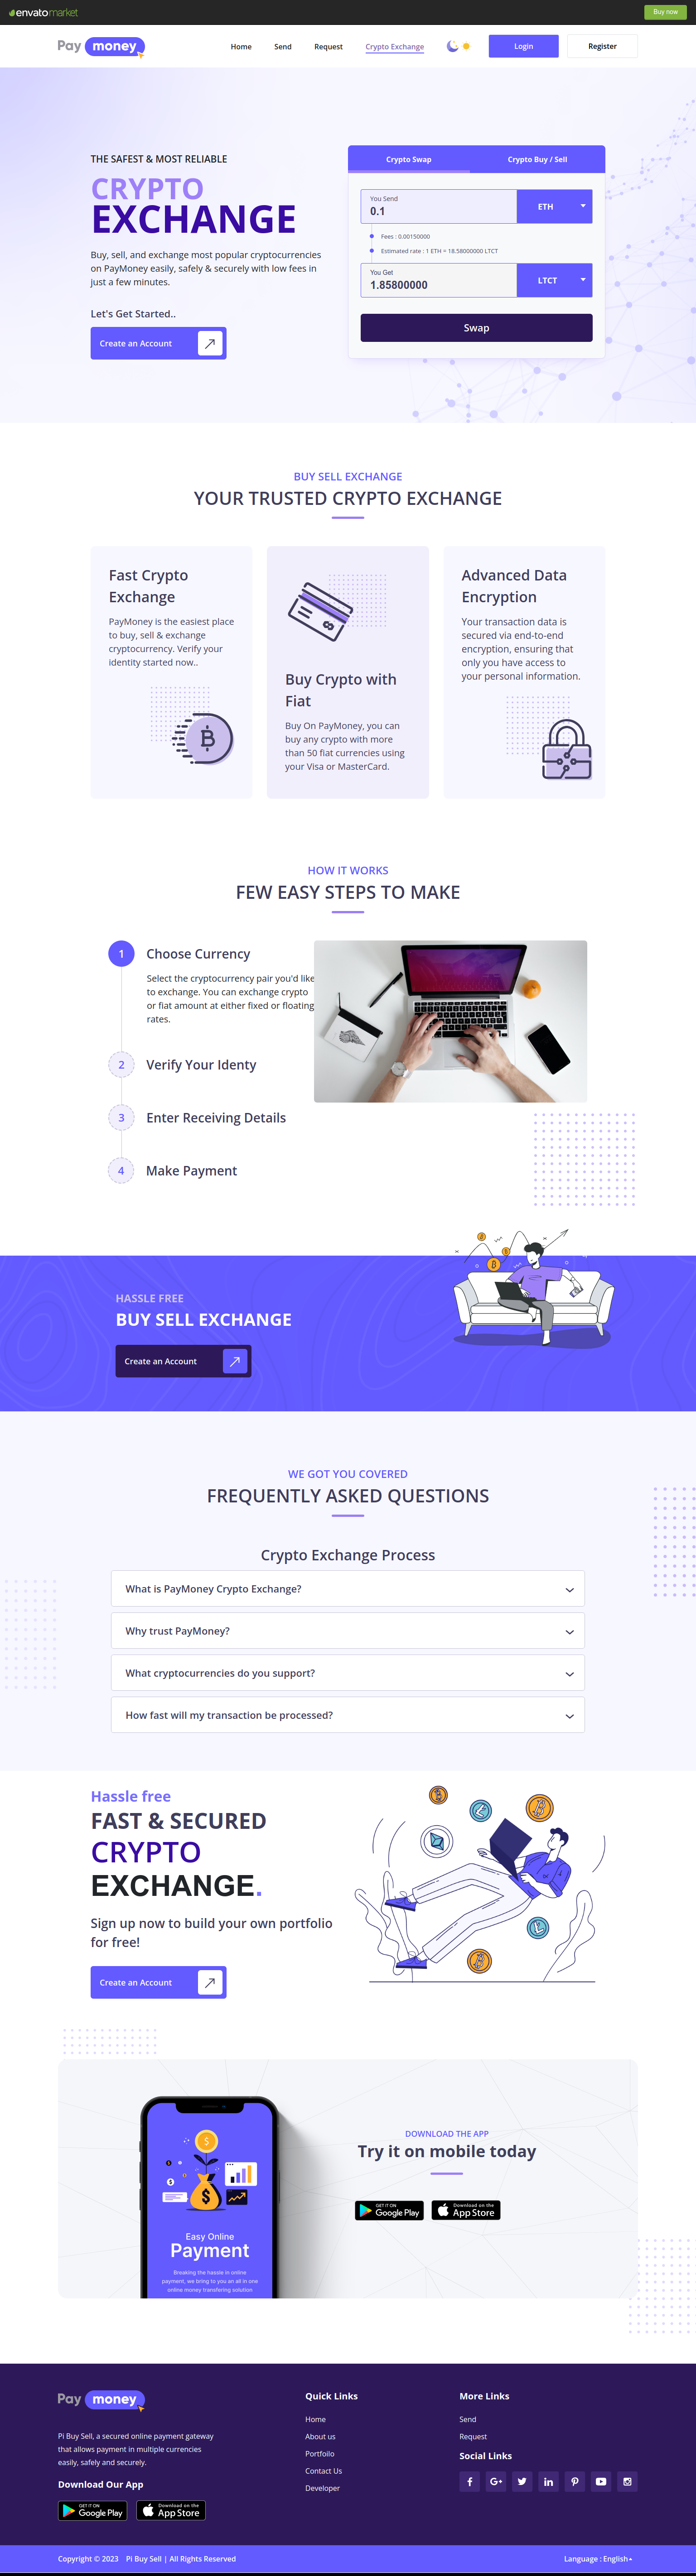 envato market
Buy now
Pay money
Home
Send
Request
Crypto Exchange
Login
Register
THE SAFEST & MOST RELIABLE
CRYPTO
EXCHANGE
Buy, sell, and exchange most popular cryptocurrencies
on PayMoney easily, safely & securely with low fees in
just a few minutes.
Let's Get Started..
Create an Account
Crypto Swap
Crypto Buy / Sell
You Send
0.1
ETH
Fees : 0.00150000
Estimated rate : 1 ETH = 18.58000000 LTCT
You Get
1.85800000
LTCT
Swap
BUY SELL EXCHANGE
YOUR TRUSTED CRYPTO EXCHANGE
Fast Crypto
Exchange
PayMoney is the easiest place
to buy, sell & exchange
cryptocurrency. Verify your
identity started now..
Buy Crypto with
Fiat
Buy On PayMoney, you can
buy any crypto with more
than 50 fiat currencies using
your Visa or MasterCard.
Advanced Data
Encryption
Your transaction data is
secured via end-to-end
encryption, ensuring that
only you have access to
your personal information.
HOW IT WORKS
FEW EASY STEPS TO MAKE
1
Choose Currency
Select the cryptocurrency pair you'd like
to exchange. You can exchange crypto
or fiat amount at either fixed or floating
rates.
2
Verify Your Identy
3
Enter Receiving Details
4
Make Payment
HASSLE FREE
BUY SELL EXCHANGE
Create an Account
WE GOT YOU COVERED
FREQUENTLY ASKED QUESTIONS
Crypto Exchange Process
What is PayMoney Crypto Exchange?
Why trust PayMoney?
What cryptocurrencies do you support?
How fast will my transaction be processed?
Hassle free
FAST & SECURED
CRYPTO
EXCHANGE.
Sign up now to build your own portfolio
for free!
Create an Account
Easy Online
Payment
Breaking the hassle in online
payment, we bring to you an all in one
online money transfering solution
DOWNLOAD THE APP
Try it on mobile today
GET IT ON
Google Play
Download on the
App Store
Pay money
Pi Buy Sell, a secured online payment gateway
that allows payment in multiple currencies
easily, safely and securely.
Download Our App
GET IT ON
Google Play
Download on the
App Store
Quick Links
Home
About us
Portfoilo
Contact Us
Developer
More Links
Send
Request
Social Links
Copyright © 2023 Pi Buy Sell | All Rights Reserved
Language : English